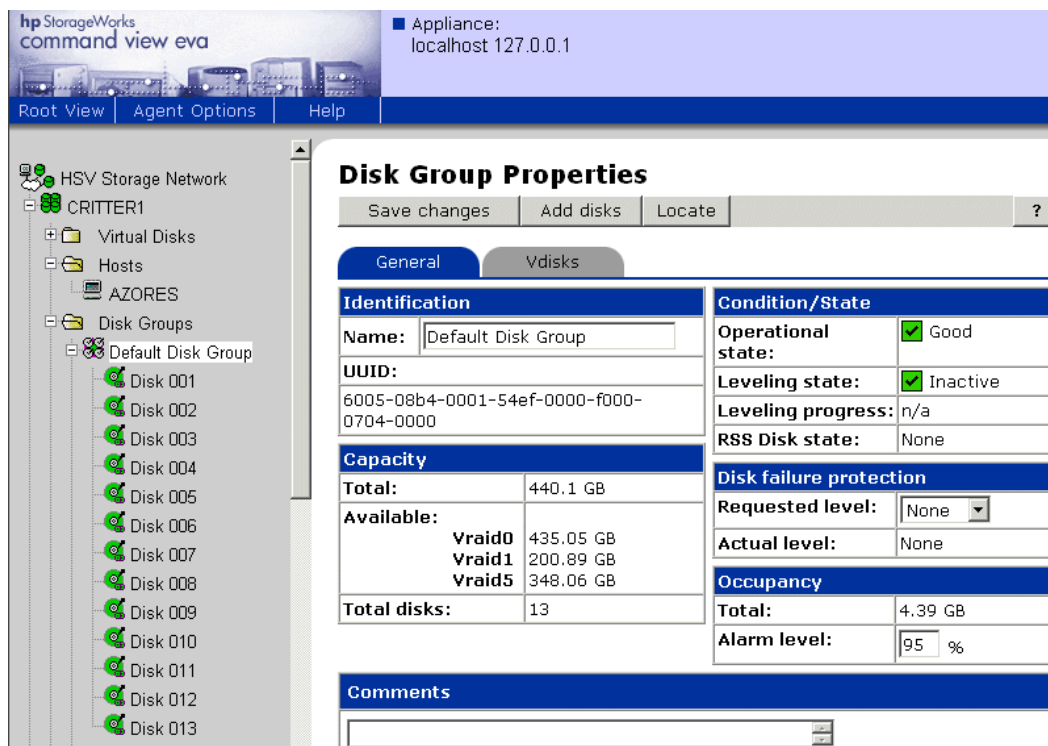 hp StorageWorks
command view eva
Appliance:
localhost 127.0.0.1
Root View
Agent Options
Help
HSV Storage Network
CRITTER1
Virtual Disks
Hosts
AZORES
Disk Groups
Default Disk Group
Disk 001
Disk 002
Disk 003
Disk 004
Disk 005
Disk 006
Disk 007
Disk 008
Disk 009
Disk 010
Disk 011
Disk 012
Disk 013
Disk Group Properties
Save changes
Add disks
Locate
?
General
Vdisks
Identification
Name: Default Disk Group
UUID:
6005-08b4-0001-54ef-0000-f000-
0704-0000
Capacity
Total: 440.1 GB
Available:
Vraid0 435.05 GB
Vraid1 200.89 GB
Vraid5 348.06 GB
Total disks: 13
Condition/State
Operational
state: Good
Leveling state: Inactive
Leveling progress: n/a
RSS Disk state: None
Disk failure protection
Requested level: None
Actual level: None
Occupancy
Total: 4.39 GB
Alarm level: 95 %
Comments